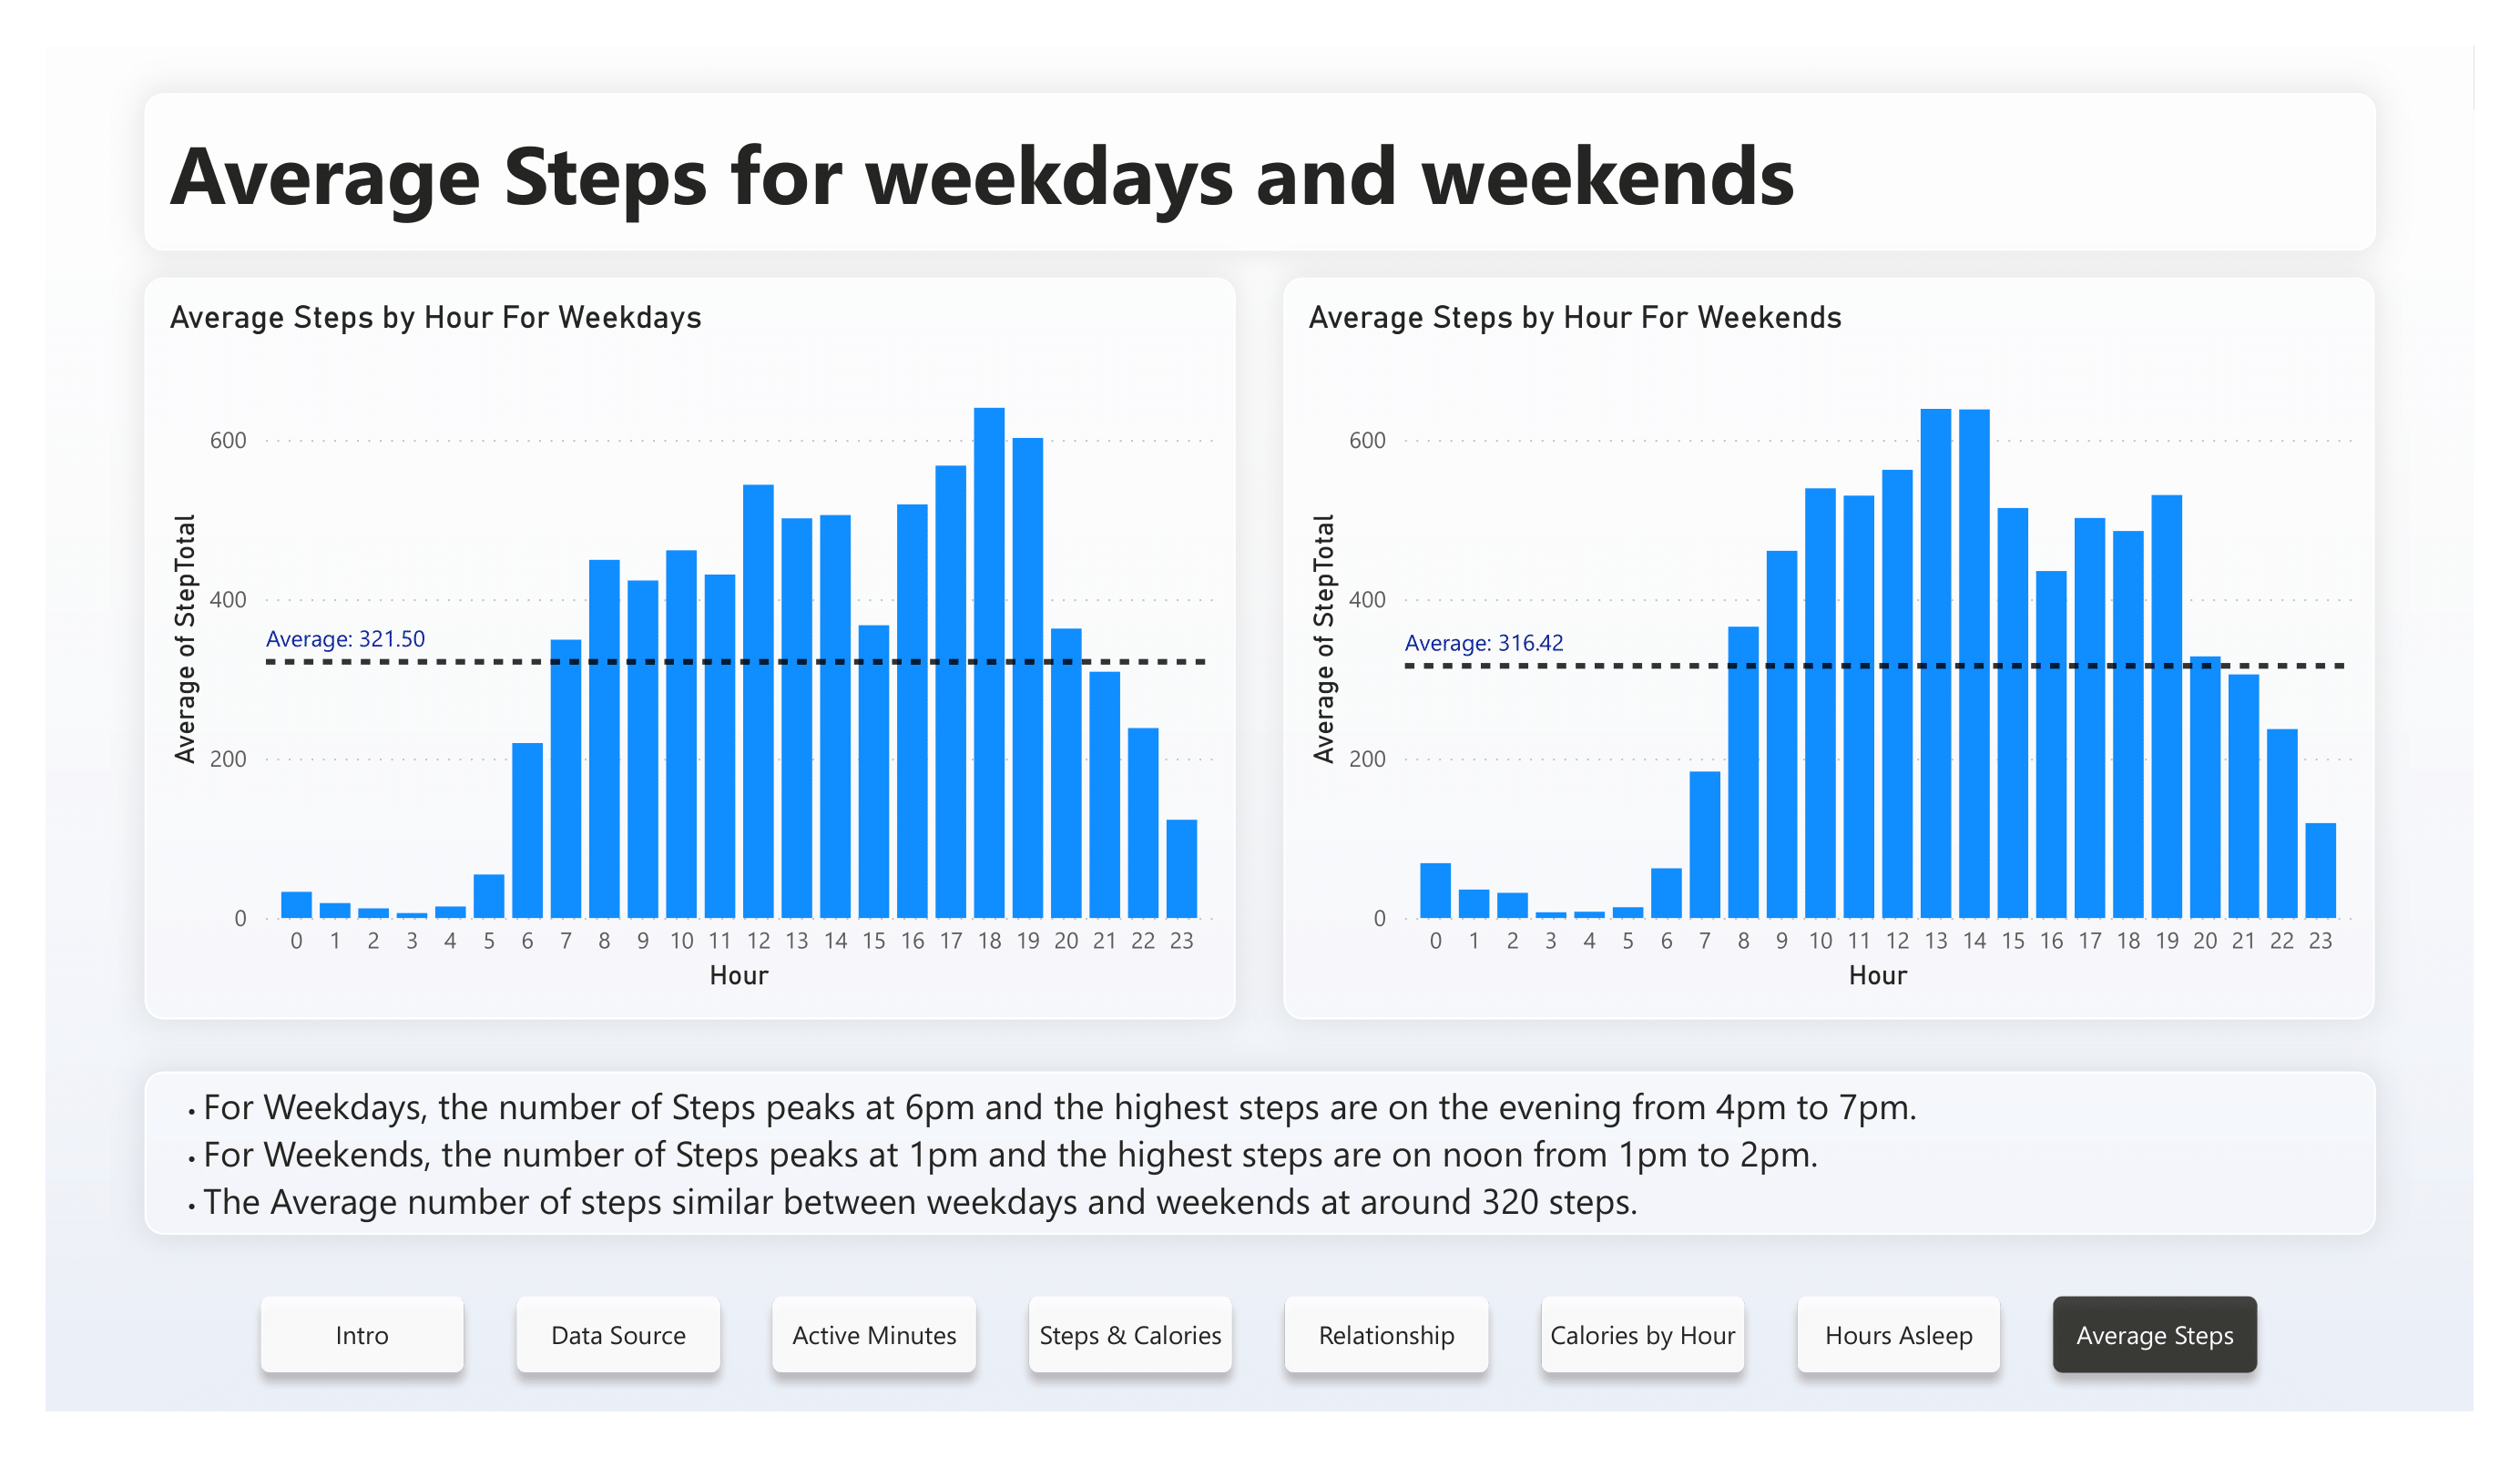 Average Steps for weekdays and weekends
Average Steps by Hour For Weekdays
Average of StepTotal
600
400
200
0
Average: 321.50
0 1 2 3 4 5 6 7 8 9 10 11 12 13 14 15 16 17 18 19 20 21 22 23
Hour
Average Steps by Hour For Weekends
Average of StepTotal
600
400
200
0
Average: 316.42
0 1 2 3 4 5 6 7 8 9 10 11 12 13 14 15 16 17 18 19 20 21 22 23
Hour
• For Weekdays, the number of Steps peaks at 6pm and the highest steps are on the evening from 4pm to 7pm.
• For Weekends, the number of Steps peaks at 1pm and the highest steps are on noon from 1pm to 2pm.
• The Average number of steps similar between weekdays and weekends at around 320 steps.
Intro
Data Source
Active Minutes
Steps & Calories
Relationship
Calories by Hour
Hours Asleep
Average Steps